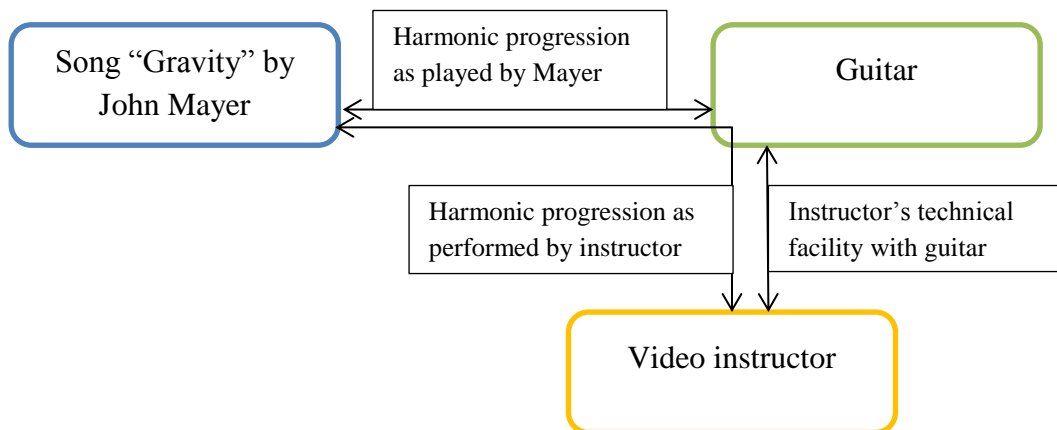 Song “Gravity” by
John Mayer
Harmonic progression
as played by Mayer
Guitar
Harmonic progression as
performed by instructor
Instructor’s technical
facility with guitar
Video instructor